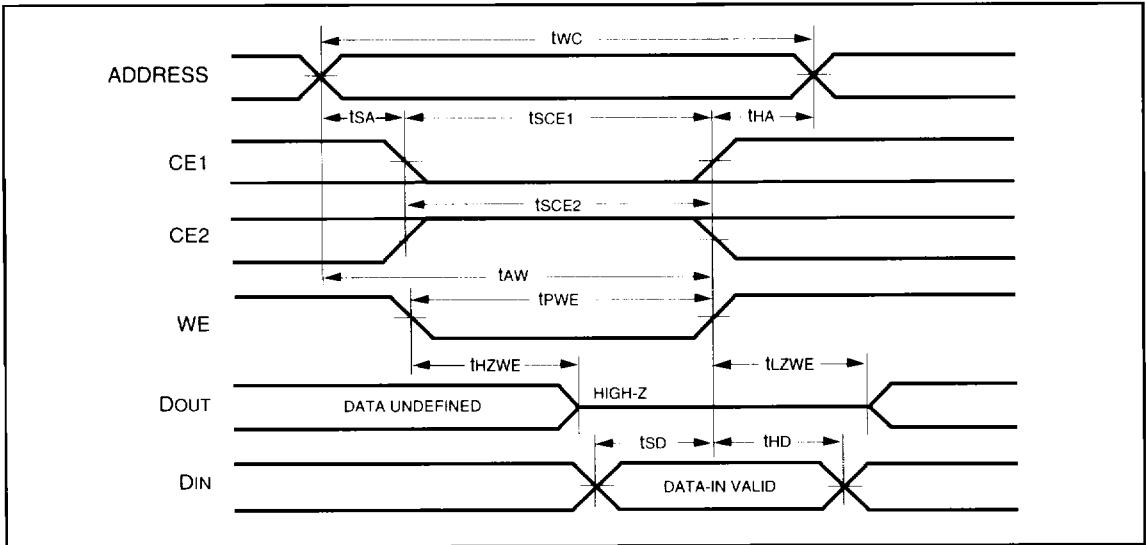 tWC
ADDRESS
tSA tSCE1 tHA
CE1
tSCE2
CE2
tAW
tPWE
WE
tHZWE tLZWE
DOUT DATA UNDEFINED HIGH-Z
tSD tHD
DIN DATA-IN VALID